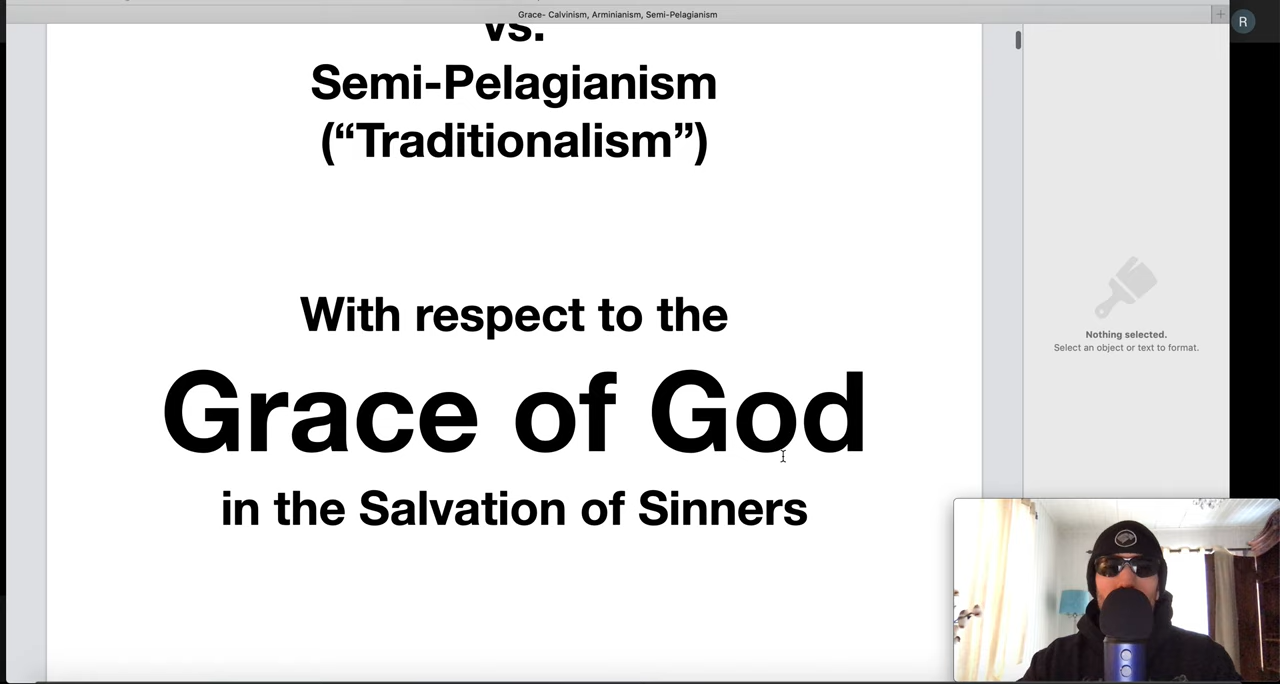 Grace- Calvinism, Arminianism, Semi-Pelagianism
R
vs.
Semi-Pelagianism
(“Traditionalism”)
With respect to the
Grace of God
in the Salvation of Sinners
Nothing selected.
Select an object or text to format.